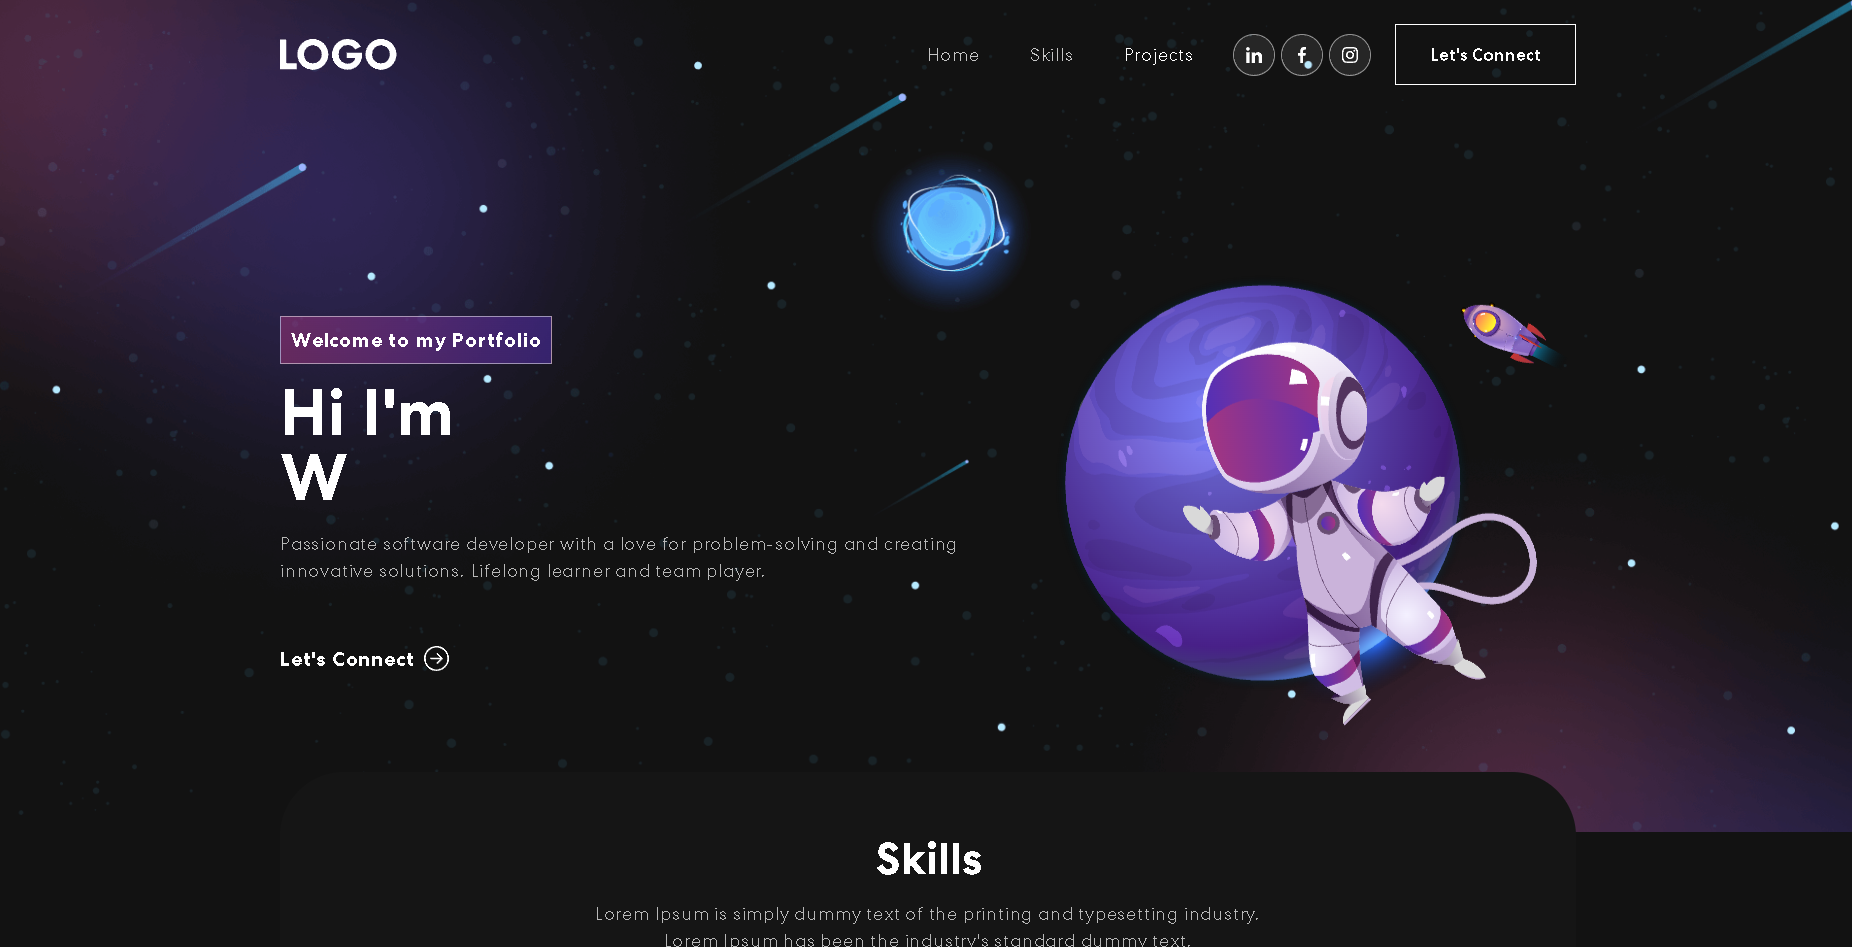 LOGO
Home Skills Projects Let's Connect
Welcome to my Portfolio
Hi I'm
W
Passionate software developer with a love for problem-solving and creating
innovative solutions. Lifelong learner and team player.
Let's Connect
Skills
Lorem Ipsum is simply dummy text of the printing and typesetting industry.
Lorem Ipsum has been the industry's standard dummy text.